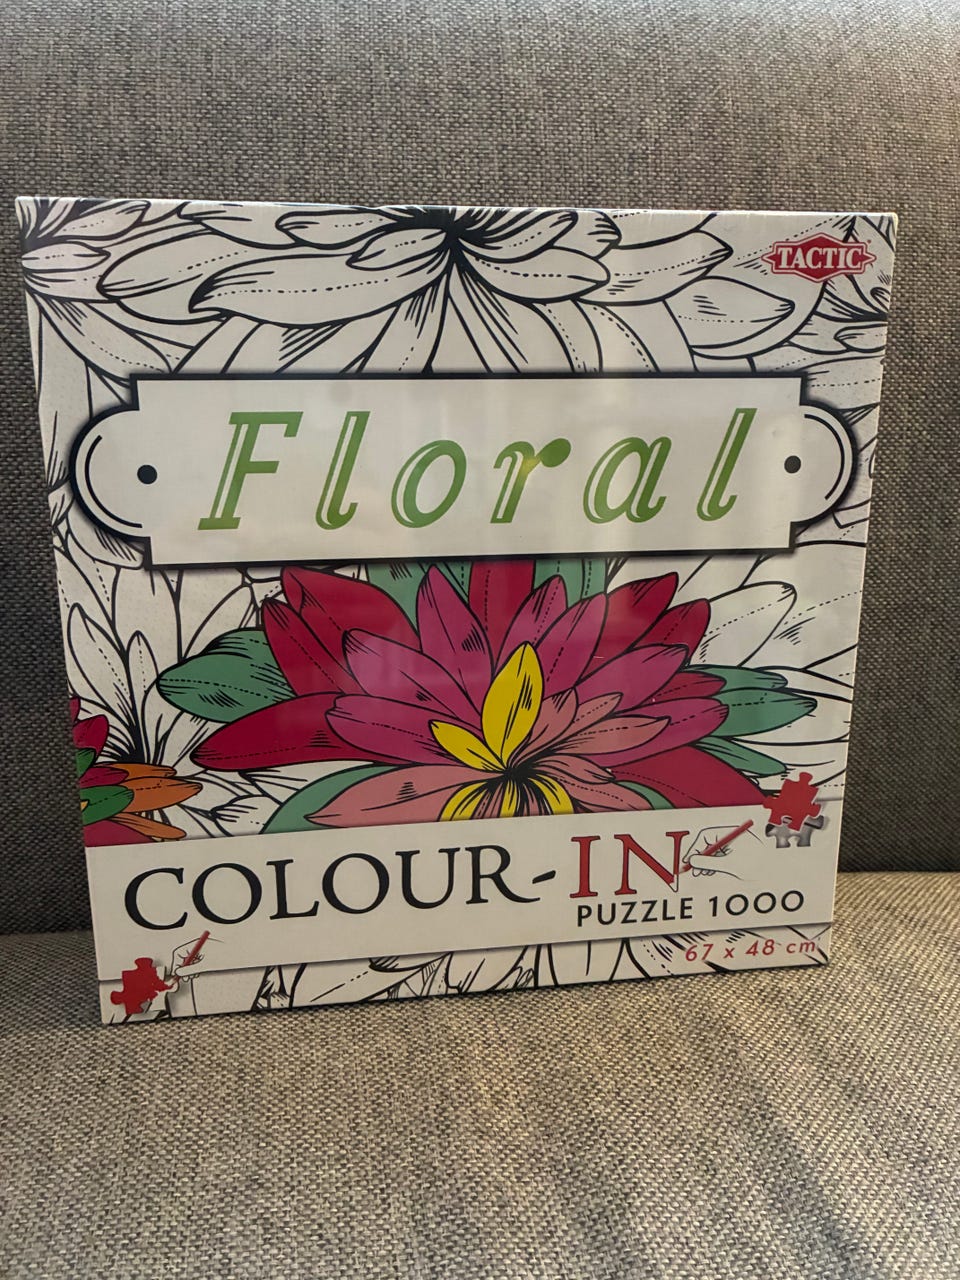 TACTIC
Floral
COLOUR-IN
PUZZLE 1000
67 x 48 cm